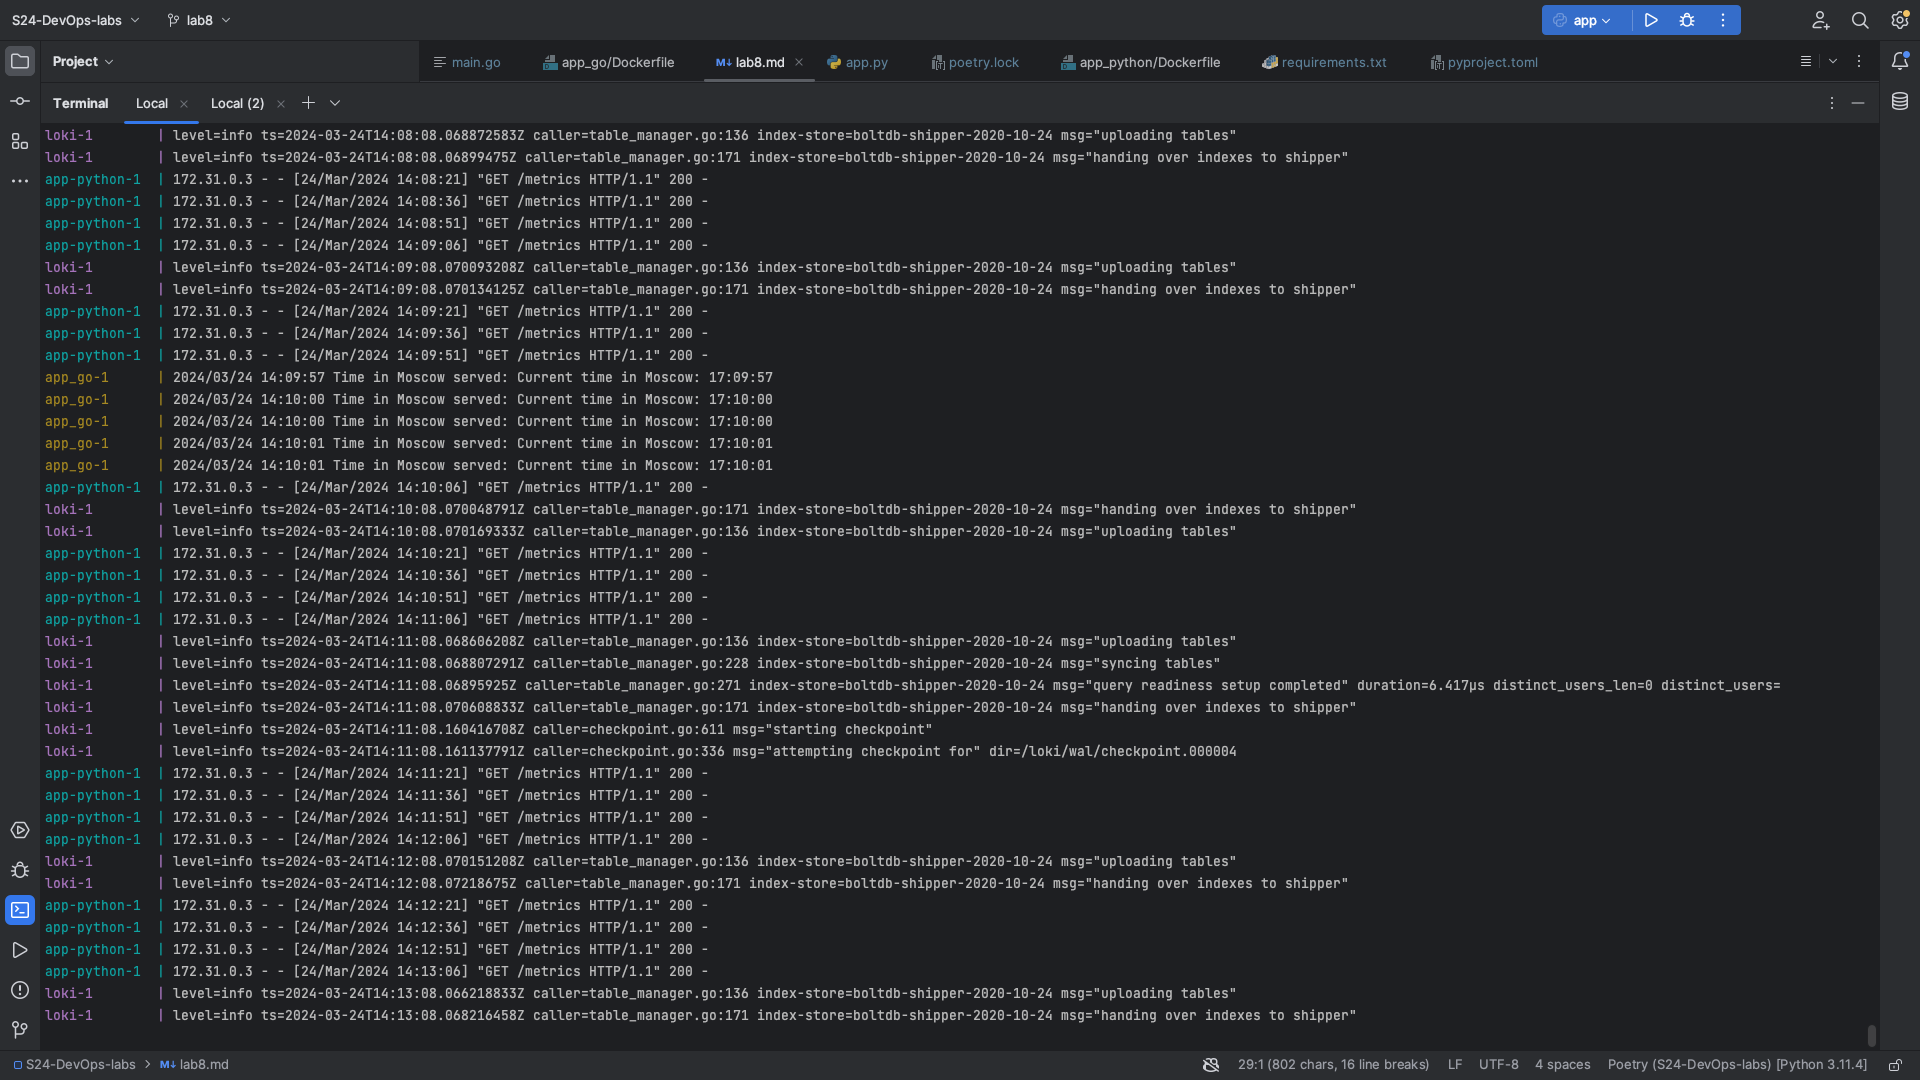 S24-DevOps-labs lab8 app
Project main.go app_go/Dockerfile M↓ lab8.md app.py poetry.lock app_python/Dockerfile requirements.txt pyproject.toml
Terminal Local Local (2)
loki-1 | level=info ts=2024-03-24T14:08:08.068872583Z caller=table_manager.go:136 index-store=boltdb-shipper-2020-10-24 msg="uploading tables"
loki-1 | level=info ts=2024-03-24T14:08:08.06899475Z caller=table_manager.go:171 index-store=boltdb-shipper-2020-10-24 msg="handing over indexes to shipper"
app-python-1 | 172.31.0.3 - - [24/Mar/2024 14:08:21] "GET /metrics HTTP/1.1" 200 -
app-python-1 | 172.31.0.3 - - [24/Mar/2024 14:08:36] "GET /metrics HTTP/1.1" 200 -
app-python-1 | 172.31.0.3 - - [24/Mar/2024 14:08:51] "GET /metrics HTTP/1.1" 200 -
app-python-1 | 172.31.0.3 - - [24/Mar/2024 14:09:06] "GET /metrics HTTP/1.1" 200 -
loki-1 | level=info ts=2024-03-24T14:09:08.070093208Z caller=table_manager.go:136 index-store=boltdb-shipper-2020-10-24 msg="uploading tables"
loki-1 | level=info ts=2024-03-24T14:09:08.070134125Z caller=table_manager.go:171 index-store=boltdb-shipper-2020-10-24 msg="handing over indexes to shipper"
app-python-1 | 172.31.0.3 - - [24/Mar/2024 14:09:21] "GET /metrics HTTP/1.1" 200 -
app-python-1 | 172.31.0.3 - - [24/Mar/2024 14:09:36] "GET /metrics HTTP/1.1" 200 -
app-python-1 | 172.31.0.3 - - [24/Mar/2024 14:09:51] "GET /metrics HTTP/1.1" 200 -
app_go-1 | 2024/03/24 14:09:57 Time in Moscow served: Current time in Moscow: 17:09:57
app_go-1 | 2024/03/24 14:10:00 Time in Moscow served: Current time in Moscow: 17:10:00
app_go-1 | 2024/03/24 14:10:00 Time in Moscow served: Current time in Moscow: 17:10:00
app_go-1 | 2024/03/24 14:10:01 Time in Moscow served: Current time in Moscow: 17:10:01
app_go-1 | 2024/03/24 14:10:01 Time in Moscow served: Current time in Moscow: 17:10:01
app-python-1 | 172.31.0.3 - - [24/Mar/2024 14:10:06] "GET /metrics HTTP/1.1" 200 -
loki-1 | level=info ts=2024-03-24T14:10:08.070048791Z caller=table_manager.go:171 index-store=boltdb-shipper-2020-10-24 msg="handing over indexes to shipper"
loki-1 | level=info ts=2024-03-24T14:10:08.070169333Z caller=table_manager.go:136 index-store=boltdb-shipper-2020-10-24 msg="uploading tables"
app-python-1 | 172.31.0.3 - - [24/Mar/2024 14:10:21] "GET /metrics HTTP/1.1" 200 -
app-python-1 | 172.31.0.3 - - [24/Mar/2024 14:10:36] "GET /metrics HTTP/1.1" 200 -
app-python-1 | 172.31.0.3 - - [24/Mar/2024 14:10:51] "GET /metrics HTTP/1.1" 200 -
app-python-1 | 172.31.0.3 - - [24/Mar/2024 14:11:06] "GET /metrics HTTP/1.1" 200 -
loki-1 | level=info ts=2024-03-24T14:11:08.068606208Z caller=table_manager.go:136 index-store=boltdb-shipper-2020-10-24 msg="uploading tables"
loki-1 | level=info ts=2024-03-24T14:11:08.068807291Z caller=table_manager.go:228 index-store=boltdb-shipper-2020-10-24 msg="syncing tables"
loki-1 | level=info ts=2024-03-24T14:11:08.06895925Z caller=table_manager.go:271 index-store=boltdb-shipper-2020-10-24 msg="query readiness setup completed" duration=6.417µs distinct_users_len=0 distinct_users=
loki-1 | level=info ts=2024-03-24T14:11:08.070608833Z caller=table_manager.go:171 index-store=boltdb-shipper-2020-10-24 msg="handing over indexes to shipper"
loki-1 | level=info ts=2024-03-24T14:11:08.160416708Z caller=checkpoint.go:611 msg="starting checkpoint"
loki-1 | level=info ts=2024-03-24T14:11:08.161137791Z caller=checkpoint.go:336 msg="attempting checkpoint for" dir=/loki/wal/checkpoint.000004
app-python-1 | 172.31.0.3 - - [24/Mar/2024 14:11:21] "GET /metrics HTTP/1.1" 200 -
app-python-1 | 172.31.0.3 - - [24/Mar/2024 14:11:36] "GET /metrics HTTP/1.1" 200 -
app-python-1 | 172.31.0.3 - - [24/Mar/2024 14:11:51] "GET /metrics HTTP/1.1" 200 -
app-python-1 | 172.31.0.3 - - [24/Mar/2024 14:12:06] "GET /metrics HTTP/1.1" 200 -
loki-1 | level=info ts=2024-03-24T14:12:08.070151208Z caller=table_manager.go:136 index-store=boltdb-shipper-2020-10-24 msg="uploading tables"
loki-1 | level=info ts=2024-03-24T14:12:08.07218675Z caller=table_manager.go:171 index-store=boltdb-shipper-2020-10-24 msg="handing over indexes to shipper"
app-python-1 | 172.31.0.3 - - [24/Mar/2024 14:12:21] "GET /metrics HTTP/1.1" 200 -
app-python-1 | 172.31.0.3 - - [24/Mar/2024 14:12:36] "GET /metrics HTTP/1.1" 200 -
app-python-1 | 172.31.0.3 - - [24/Mar/2024 14:12:51] "GET /metrics HTTP/1.1" 200 -
app-python-1 | 172.31.0.3 - - [24/Mar/2024 14:13:06] "GET /metrics HTTP/1.1" 200 -
loki-1 | level=info ts=2024-03-24T14:13:08.066218833Z caller=table_manager.go:136 index-store=boltdb-shipper-2020-10-24 msg="uploading tables"
loki-1 | level=info ts=2024-03-24T14:13:08.068216458Z caller=table_manager.go:171 index-store=boltdb-shipper-2020-10-24 msg="handing over indexes to shipper"
S24-DevOps-labs > M↓ lab8.md 29:1 (802 chars, 16 line breaks) LF UTF-8 4 spaces Poetry (S24-DevOps-labs) [Python 3.11.4]